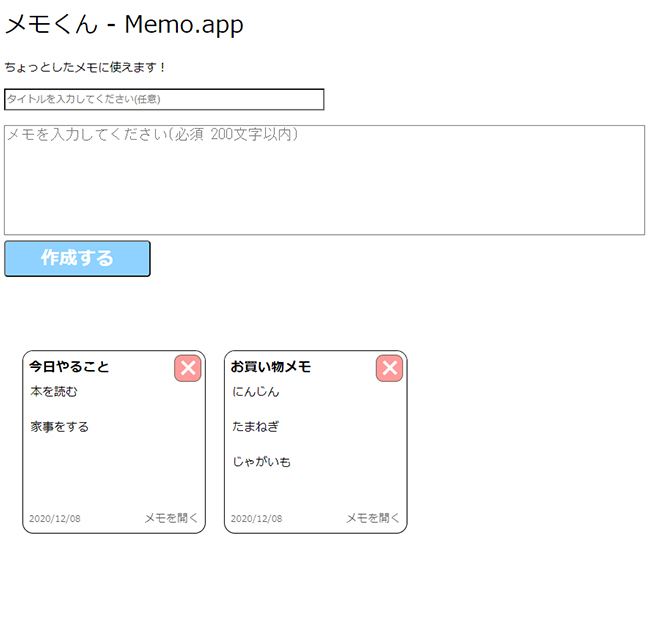 メモくん - Memo.app
ちょっとしたメモに使えます！
タイトルを入力してください(任意)
メモを入力してください(必須 200文字以内)
作成する
今日やること
本を読む
家事をする
2020/12/08 メモを開く
お買い物メモ
にんじん
たまねぎ
じゃがいも
2020/12/08 メモを開く